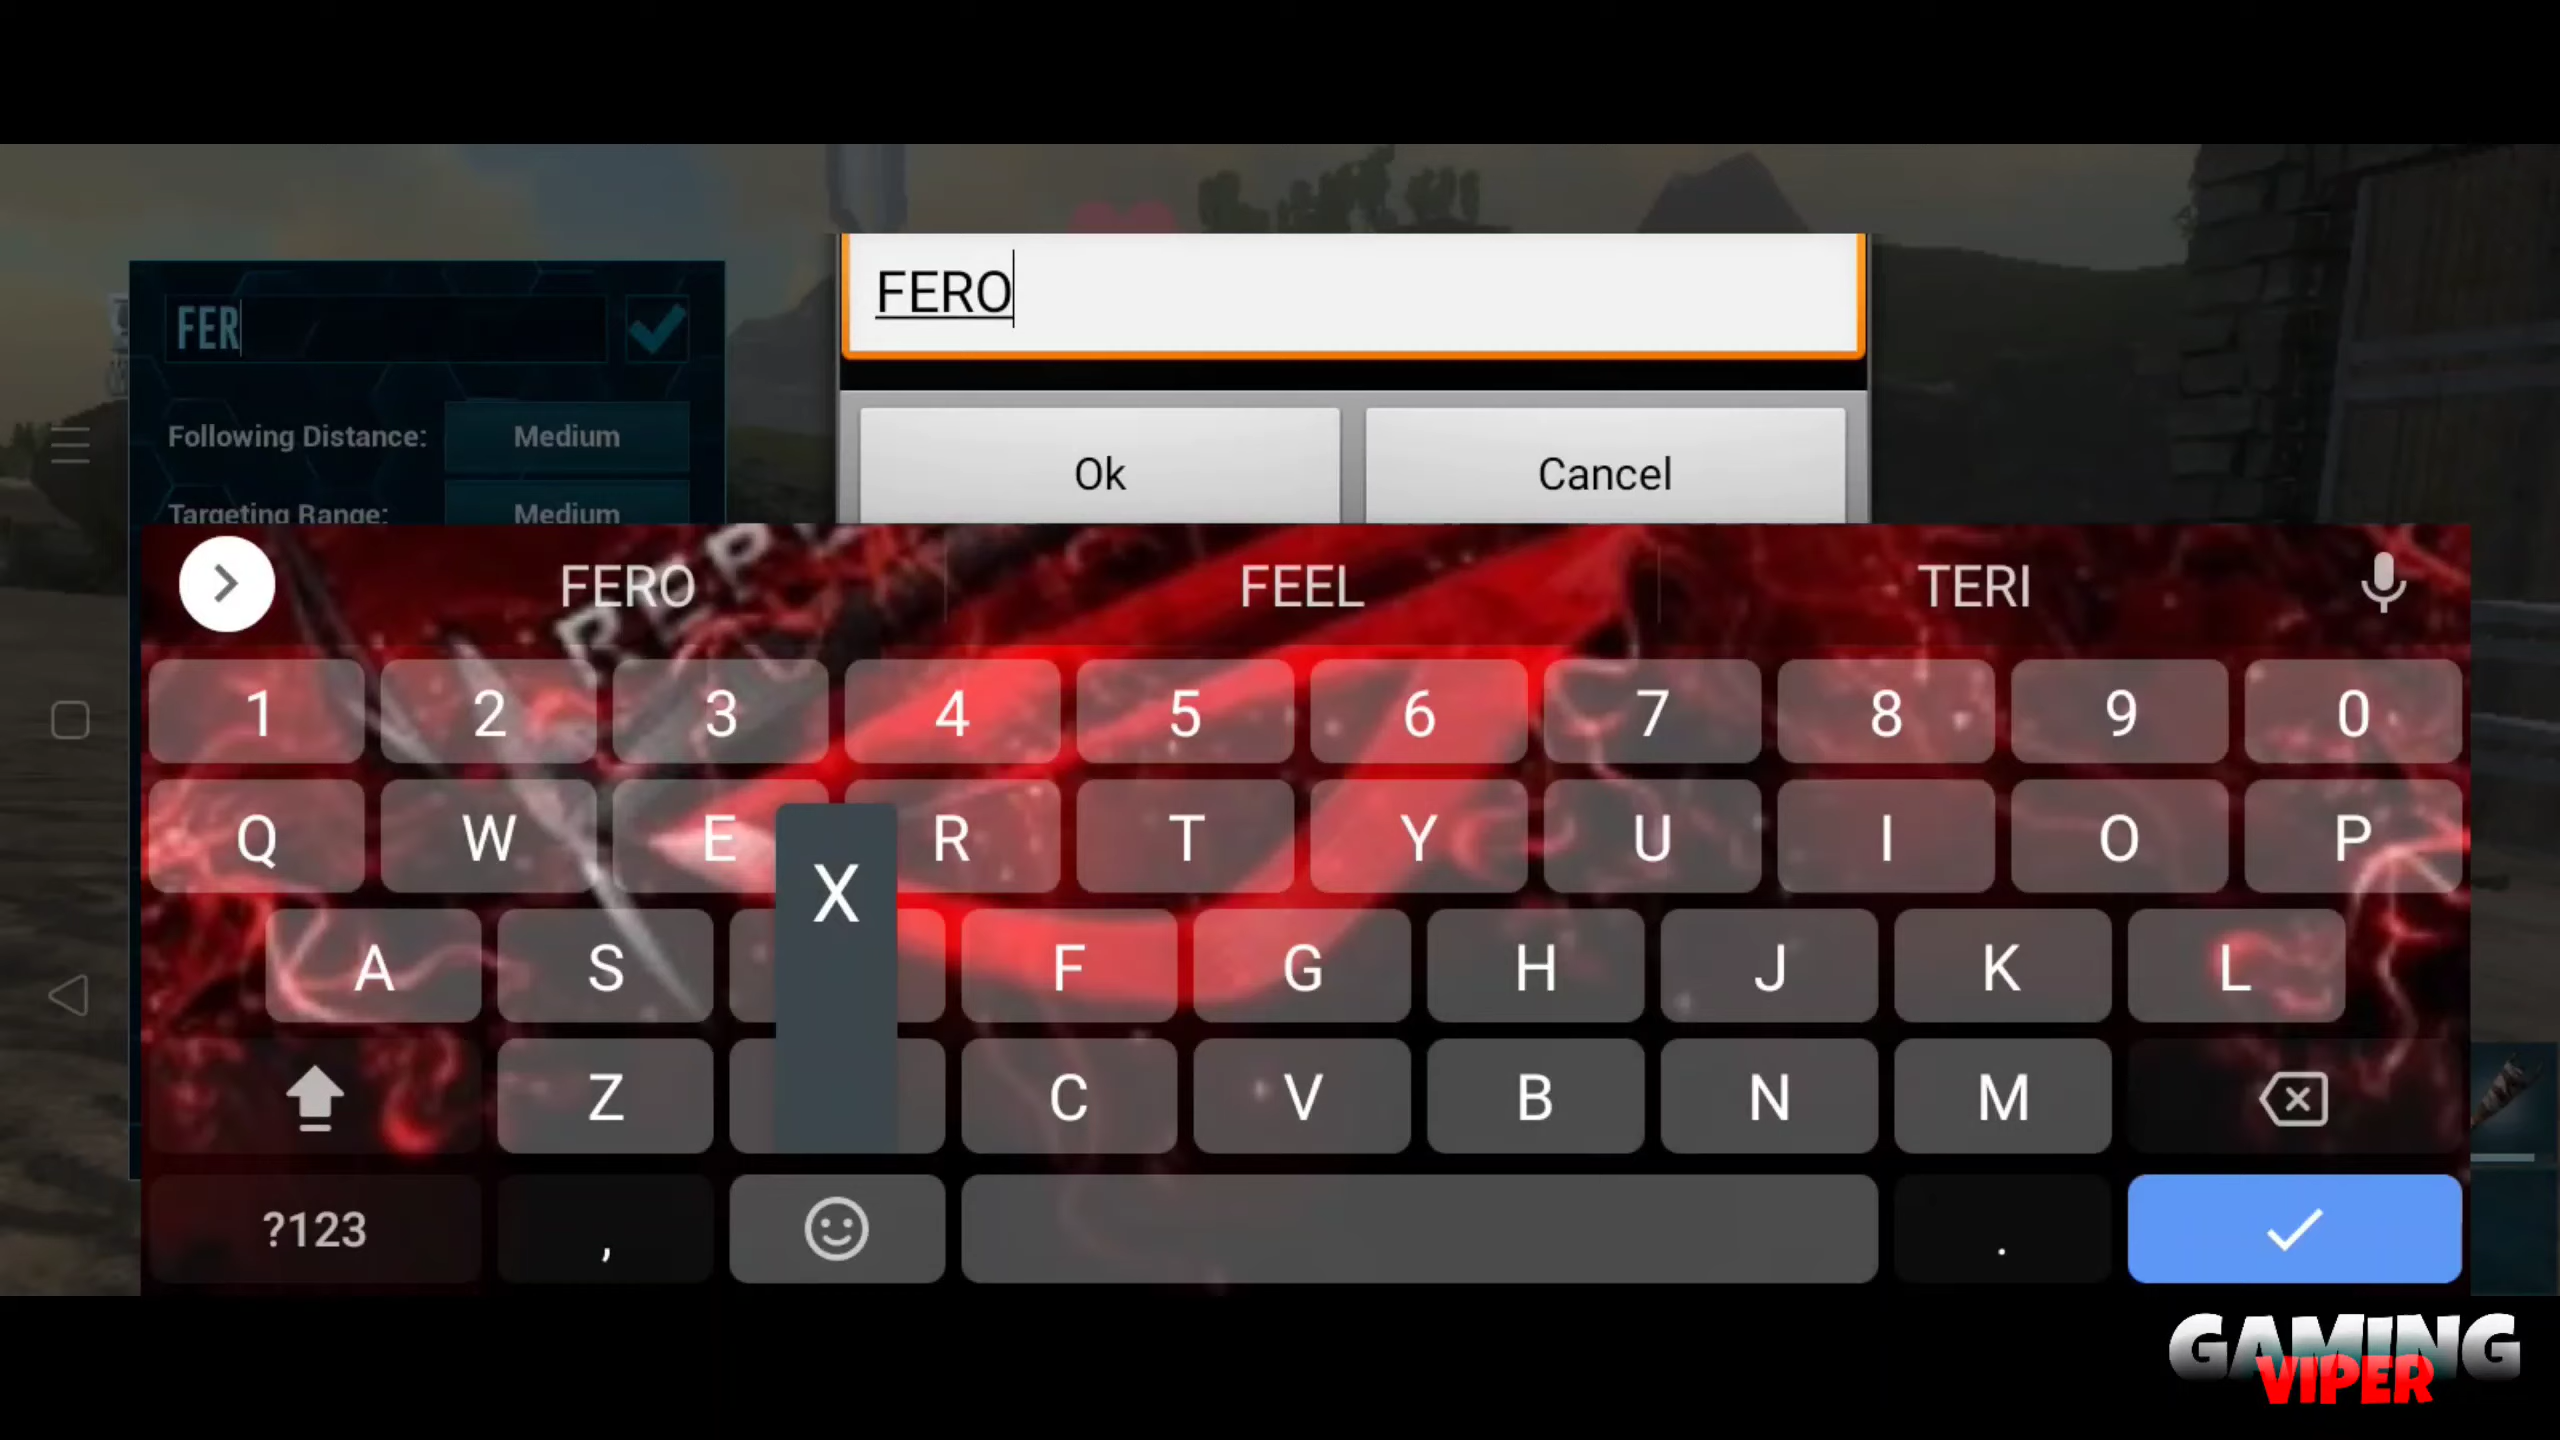 FERO
FER
Following Distance: Medium
Targeting Range: Medium
Ok Cancel
FERO FEEL TERI
1 2 3 4 5 6 7 8 9 0
Q W E R T Y U I O P
X
A S F G H J K L
Z C V B N M
?123 , .
GAMING
VIPER